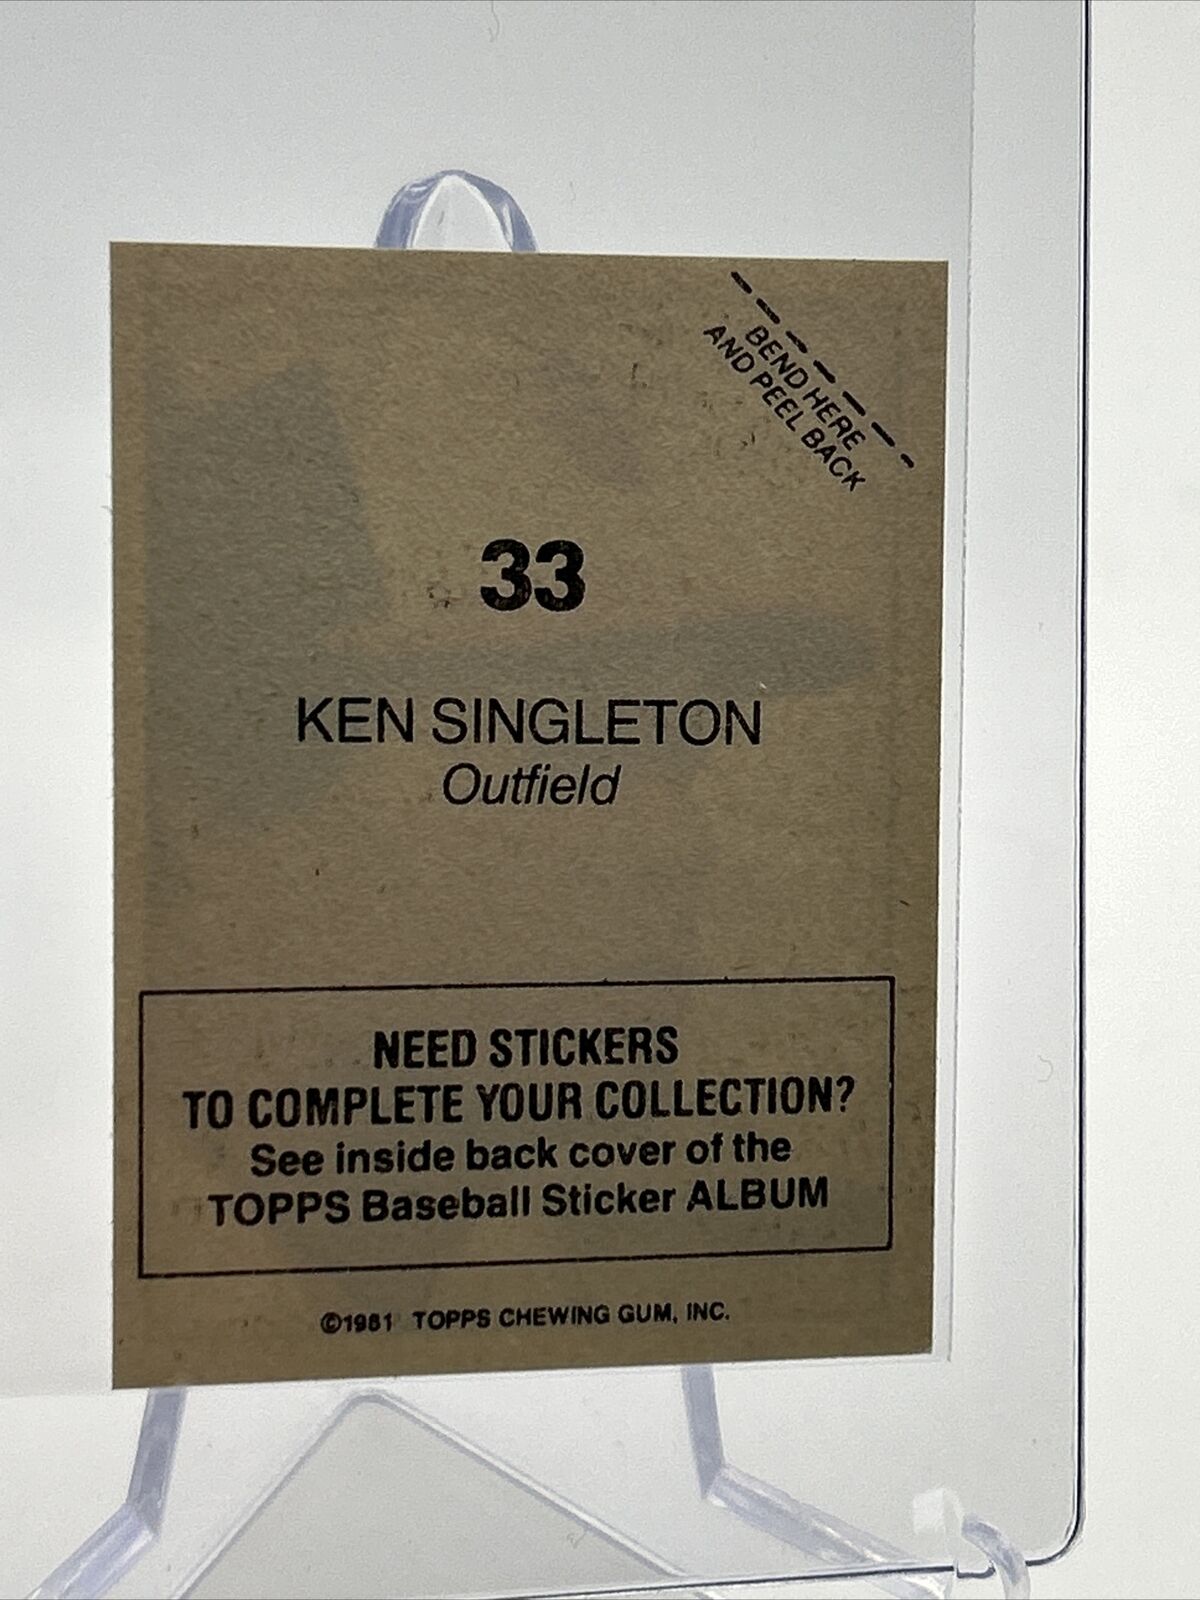 BEND HERE
AND PEEL BACK
33
KEN SINGLETON
Outfield
NEED STICKERS
TO COMPLETE YOUR COLLECTION?
See inside back cover of the
TOPPS Baseball Sticker ALBUM
©1981 TOPPS CHEWING GUM, INC.